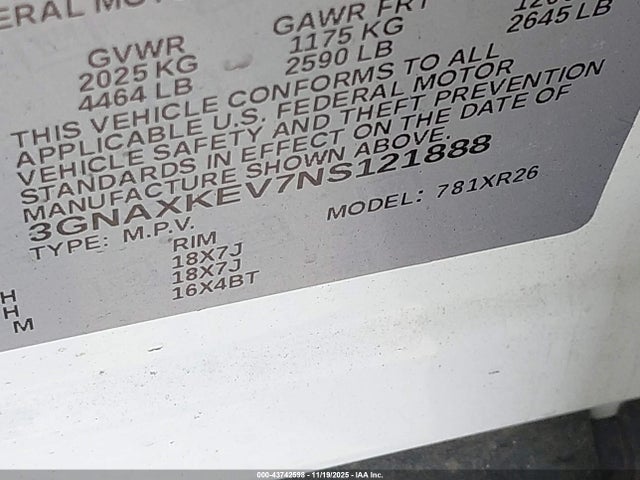 ERAL MOTO
GVWR GAWR FRT
2025 KG 1175 KG
4464 LB 2590 LB 2645 LB
THIS VEHICLE CONFORMS TO ALL
APPLICABLE U.S. FEDERAL MOTOR
VEHICLE SAFETY AND THEFT PREVENTION
STANDARDS IN EFFECT ON THE DATE OF
MANUFACTURE SHOWN ABOVE.
3GNAXKEV7NS121888
TYPE: M.P.V. MODEL: 781XR26
RIM
18X7J
H 18X7J
H 16X4BT
M
000-43742598 - 11/19/2025 - IAA Inc.